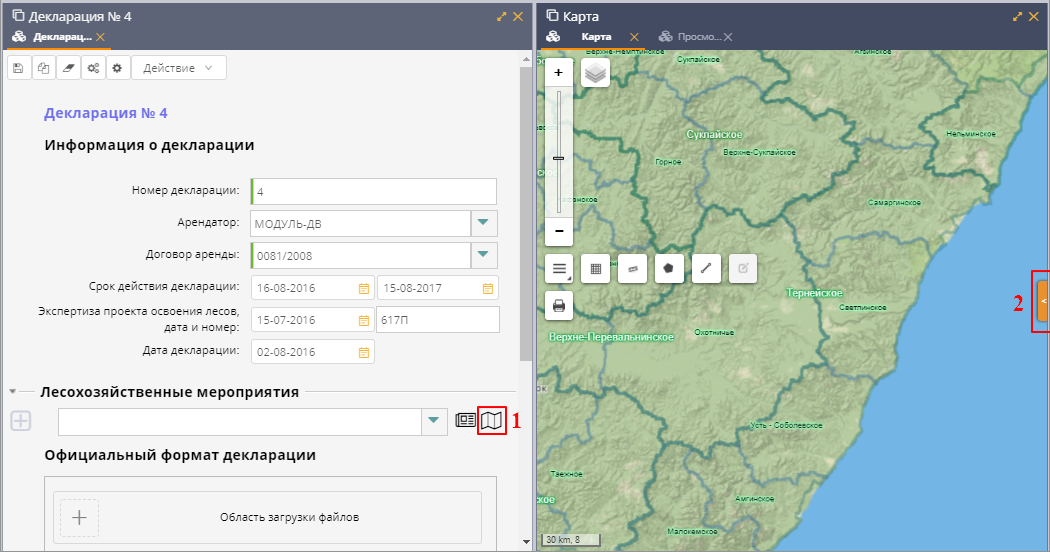 Декларация № 4
Декларац...
Действие
Декларация № 4
Информация о декларации
Номер декларации:
4
Арендатор:
МОДУЛЬ-ДВ
Договор аренды:
0081/2008
Срок действия декларации:
16-08-2016
15-08-2017
Экспертиза проекта освоения лесов,
дата и номер:
15-07-2016
617П
Дата декларации:
02-08-2016
Лесохозяйственные мероприятия
1
Официальный формат декларации
+
Область загрузки файлов
Карта
Карта
Просмо...
Верхне-Немптинское
Суклайское
Агзинское
+
Нельминское
Суклайское
Горное
Верхне-Суклайское
Самаргинское
−
Тернейское
2
<
Светлинское
Охотничье
Верхне-Перевальнинское
Усть - Соболевское
Таежное
Амгинское
Малокемское
30 km, 8